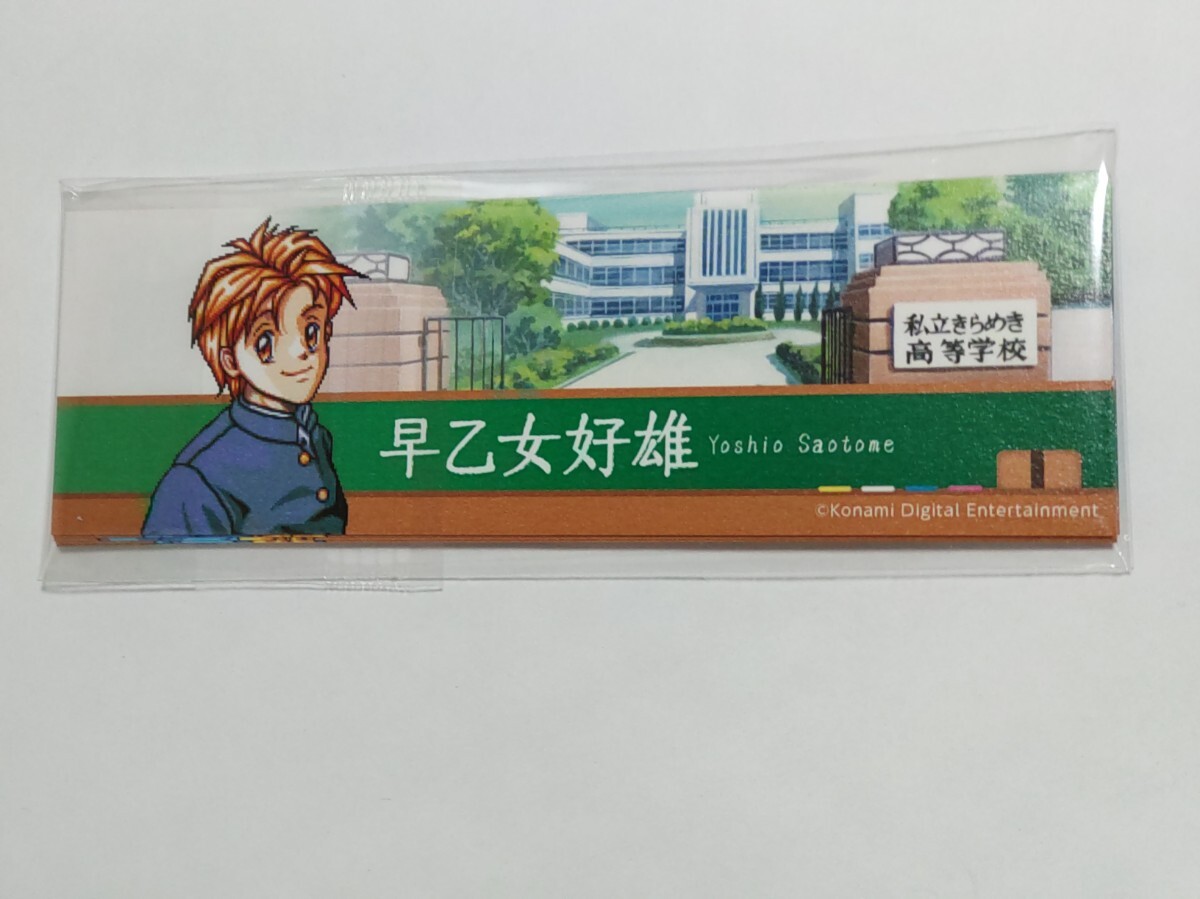 私立きらめき
高等学校
早乙女好雄 Yoshio Saotome
©Konami Digital Entertainment